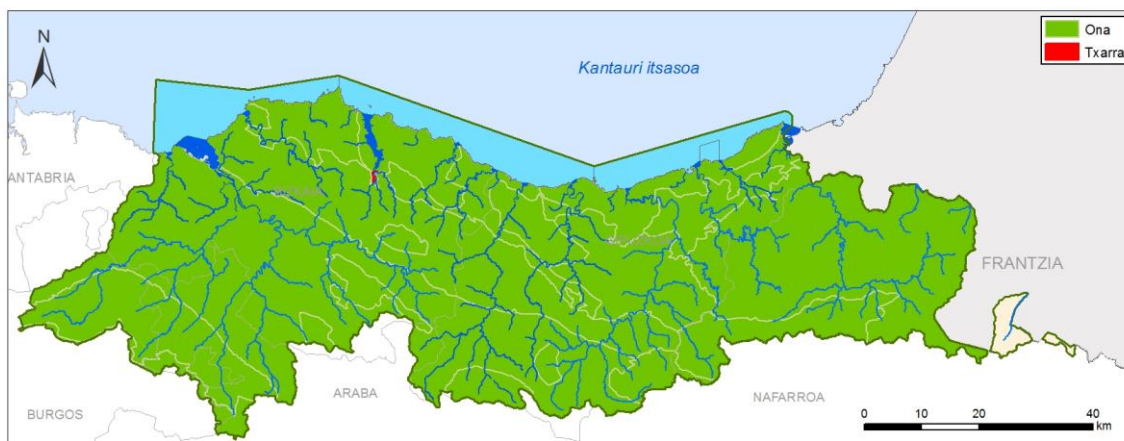 N
Ona
Txarra
Kantauri itsasoa
ANTABRIA
FRANTZIA
ARABA
NAFARROA
BURGOS
0 10 20 40
km